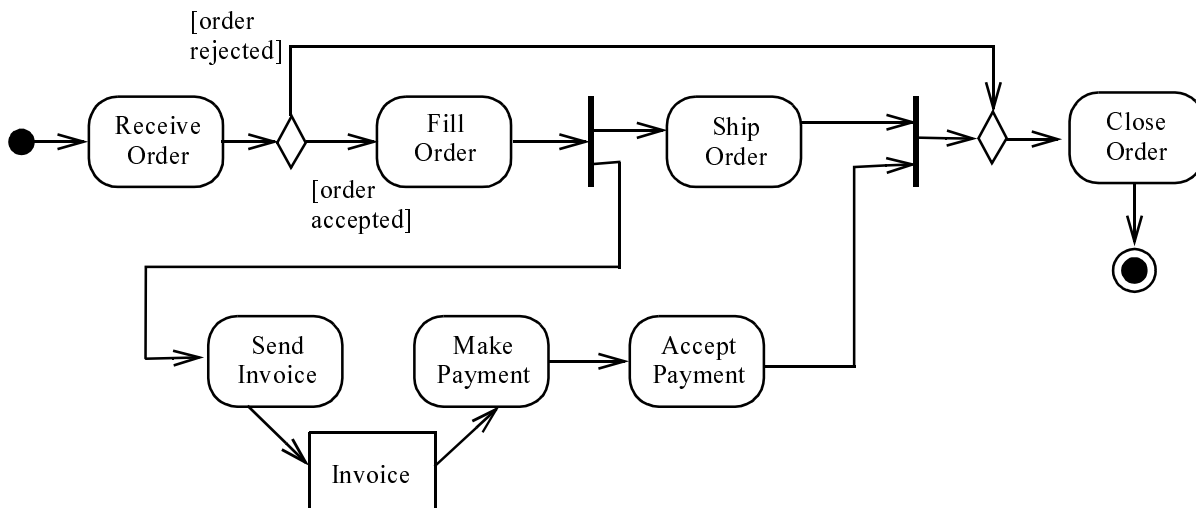 [order
rejected]
Receive
Order
Fill
Order
[order
accepted]
Ship
Order
Close
Order
Send
Invoice
Make
Payment
Accept
Payment
Invoice